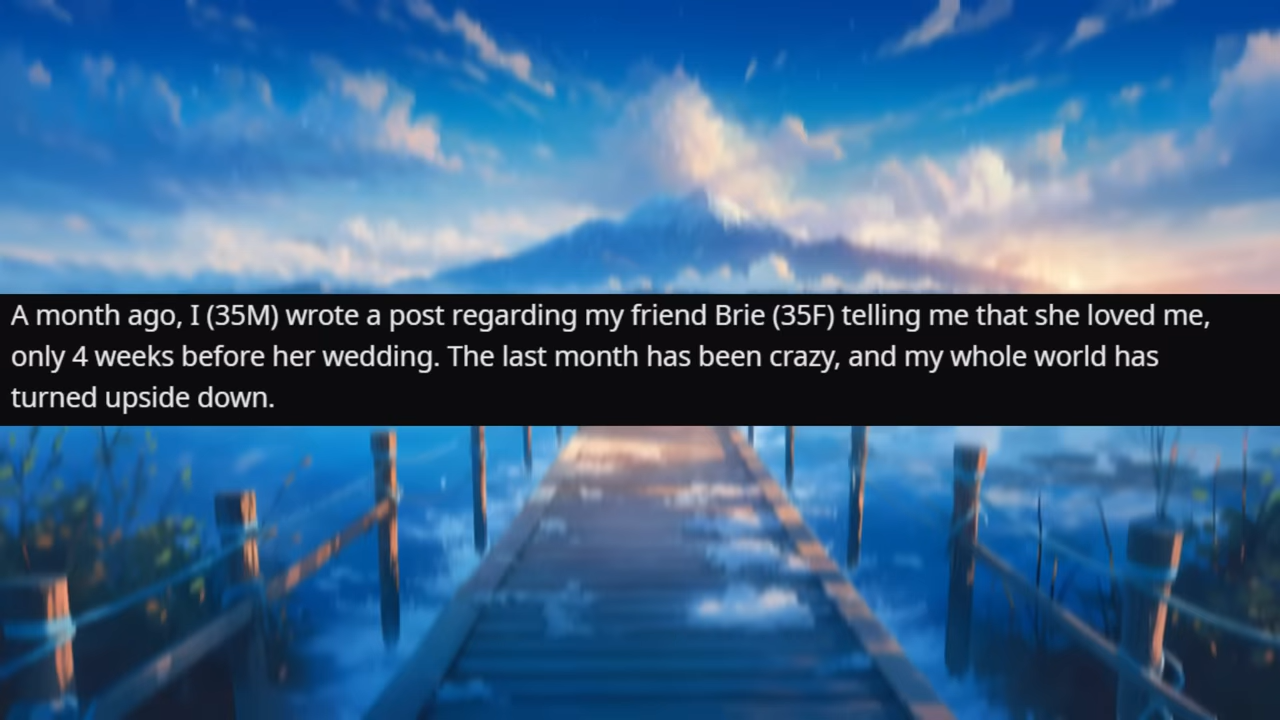 A month ago, I (35M) wrote a post regarding my friend Brie (35F) telling me that she loved me,
only 4 weeks before her wedding. The last month has been crazy, and my whole world has
turned upside down.